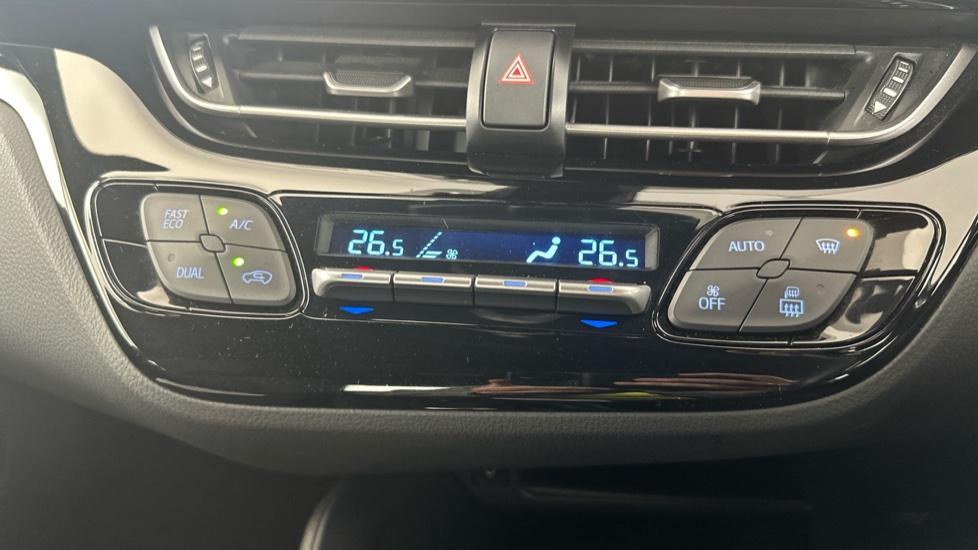 FAST
ECO
A/C
DUAL
26.5
26.5
AUTO
OFF